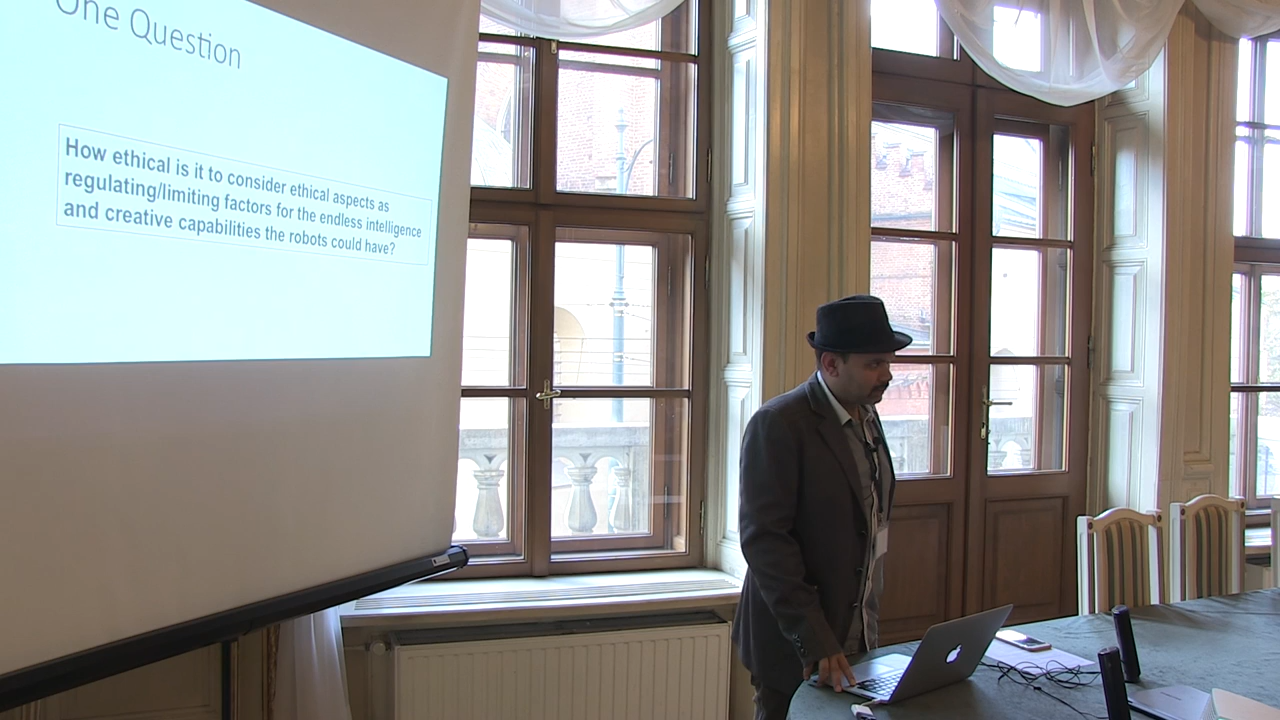 One Question
How ethical is it to consider ethical aspects as
regulating/limiting factors for the endless intelligence
and creative capabilities the robots could have?